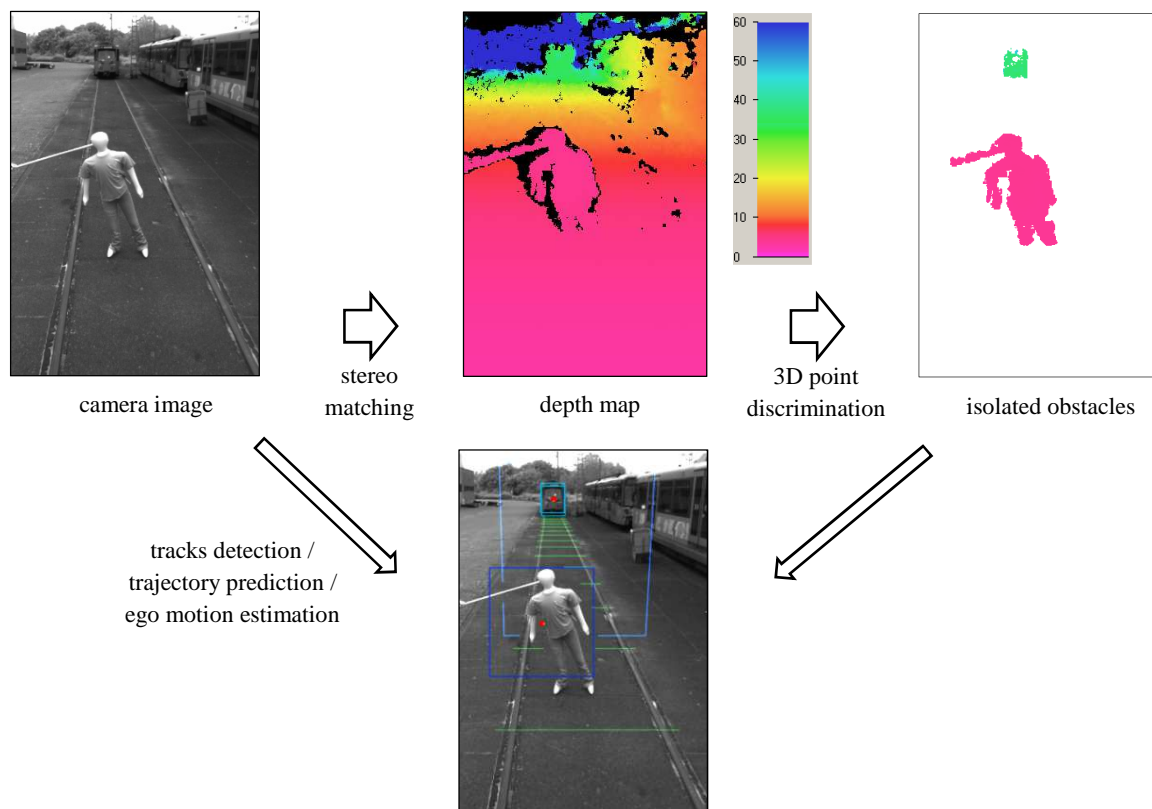 60
50
40
30
20
10
0
stereo
matching
3D point
discrimination
camera image
depth map
isolated obstacles
tracks detection /
trajectory prediction /
ego motion estimation